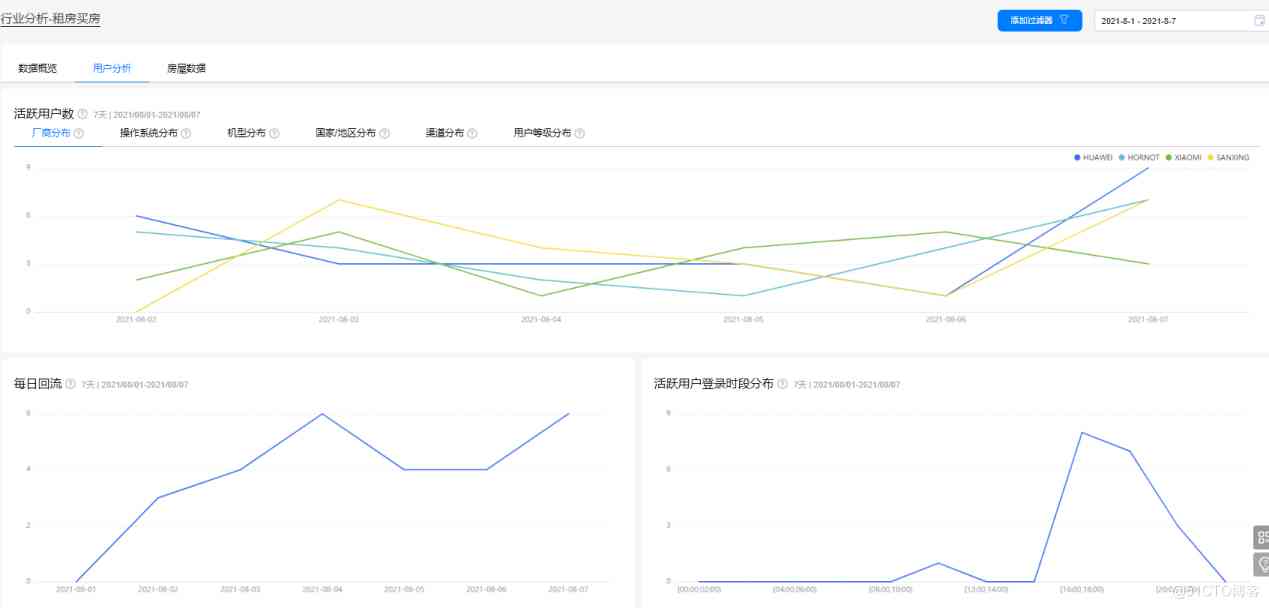 行业分析-租房买房
添加过滤器 2021-8-1 - 2021-8-7
数据概览 用户分析 房屋数据
活跃用户数 7天 | 2021/08/01-2021/08/07
厂商分布 操作系统分布 机型分布 国家/地区分布 渠道分布 用户等级分布
HUAWEI HORNOT XIAOMI SANXING
9
6
3
0
2021-08-02 2021-08-03 2021-08-04 2021-08-05 2021-08-06 2021-08-07
每日回流 7天 | 2021/08/01-2021/08/07
6
4
2
0
2021-08-01 2021-08-02 2021-08-03 2021-08-04 2021-08-05 2021-08-06 2021-08-07
活跃用户登录时段分布 7天 | 2021/08/01-2021/08/07
9
6
3
0
[00:00,02:00) [04:00,06:00) [08:00,10:00) [12:00,14:00) [16:00,18:00)
@51CTO博客